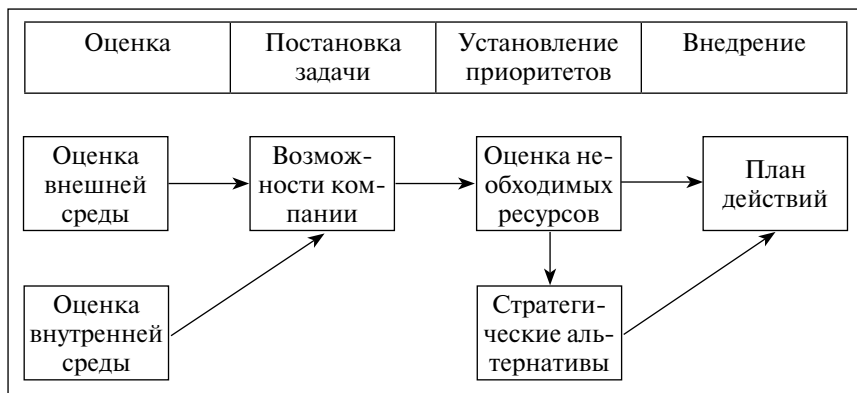 Оценка
Постановка
задачи
Установление
приоритетов
Внедрение
Оценка
внешней
среды
Возмож-
ности ком-
пании
Оценка не-
обходимых
ресурсов
План
действий
Оценка
внутренней
среды
Стратеги-
ческие аль-
тернативы